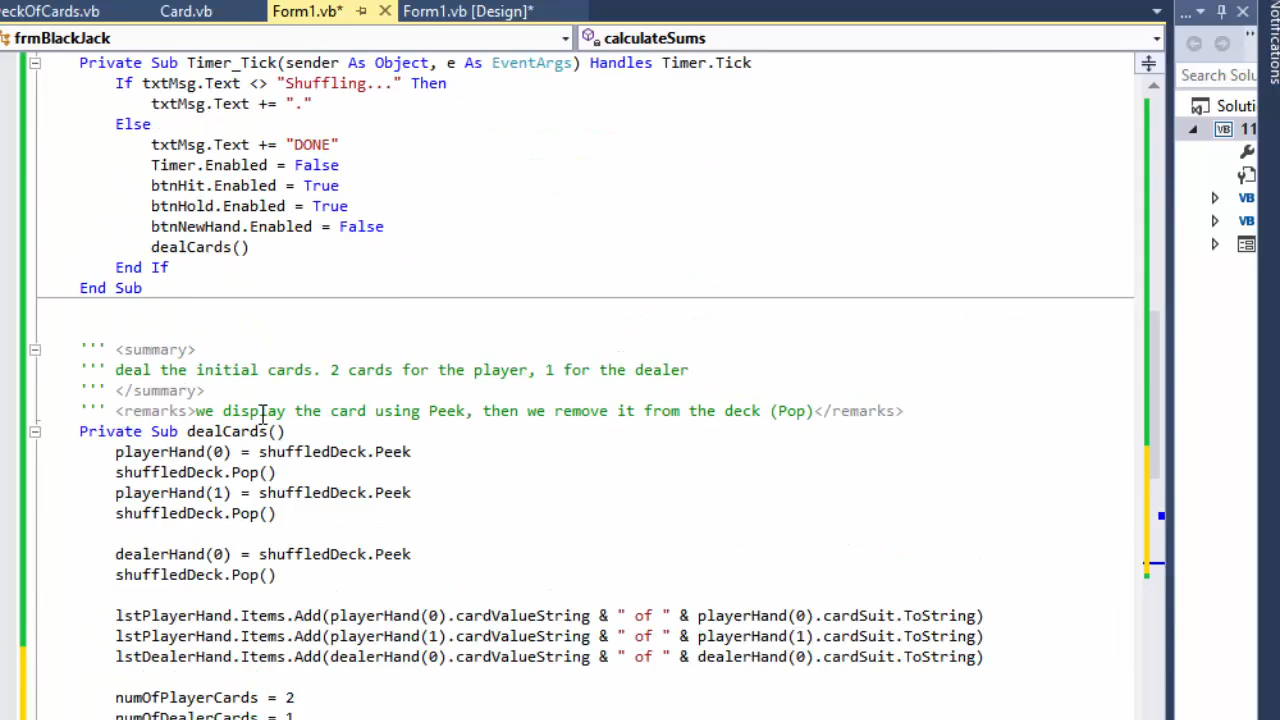 DeckOfCards.vb Card.vb Form1.vb* Form1.vb [Design]*
frmBlackJack calculateSums
Private Sub Timer_Tick(sender As Object, e As EventArgs) Handles Timer.Tick
If txtMsg.Text <> "Shuffling..." Then
txtMsg.Text += "."
Else
txtMsg.Text += "DONE"
Timer.Enabled = False
btnHit.Enabled = True
btnHold.Enabled = True
btnNewHand.Enabled = False
dealCards()
End If
End Sub
''' <summary>
''' deal the initial cards. 2 cards for the player, 1 for the dealer
''' </summary>
''' <remarks>we display the card using Peek, then we remove it from the deck (Pop)</remarks>
Private Sub dealCards()
playerHand(0) = shuffledDeck.Peek
shuffledDeck.Pop()
playerHand(1) = shuffledDeck.Peek
shuffledDeck.Pop()
dealerHand(0) = shuffledDeck.Peek
shuffledDeck.Pop()
lstPlayerHand.Items.Add(playerHand(0).cardValueString & " of " & playerHand(0).cardSuit.ToString)
lstPlayerHand.Items.Add(playerHand(1).cardValueString & " of " & playerHand(1).cardSuit.ToString)
lstDealerHand.Items.Add(dealerHand(0).cardValueString & " of " & dealerHand(0).cardSuit.ToString)
numOfPlayerCards = 2
numOfDealerCards = 1
Search Solu
Soluti
VB 11
VB
VB
Notifications